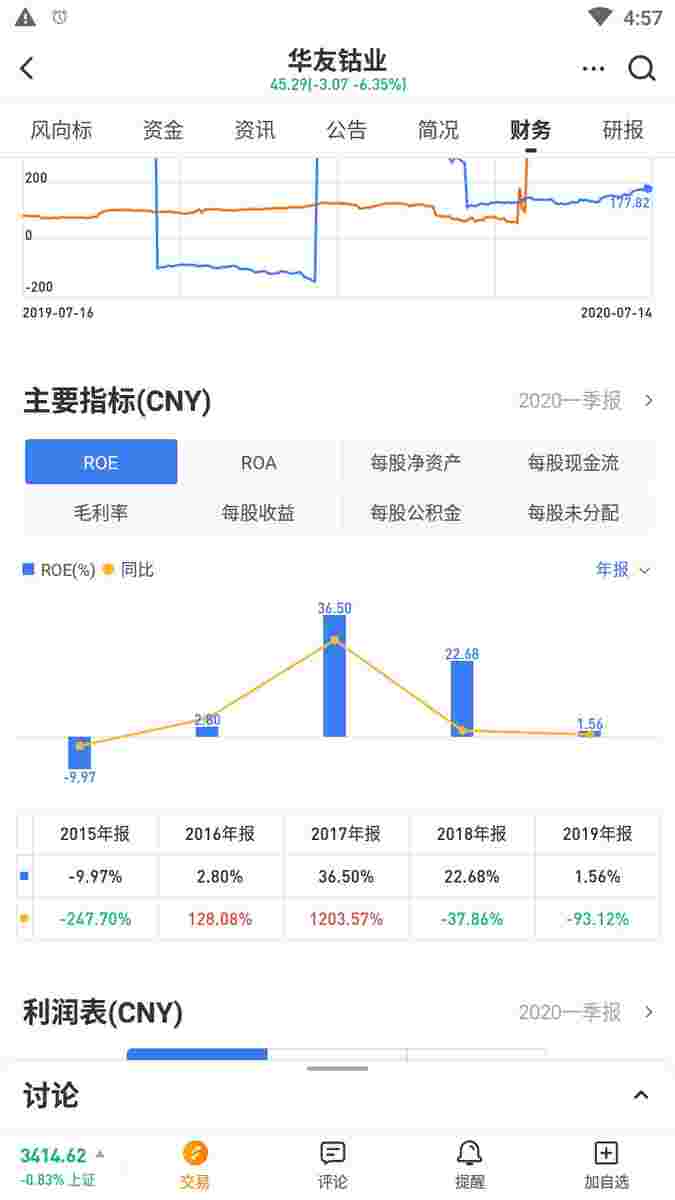 4:57
华友钴业
45.29(-3.07 -6.35%)
风向标 资金 资讯 公告 简况 财务 研报
200
177.82
0
-200
2019-07-16 2020-07-14
主要指标(CNY) 2020一季报
ROE ROA 每股净资产 每股现金流
毛利率 每股收益 每股公积金 每股未分配
ROE(%) 同比 年报
36.50
22.68
2.80
1.56
-9.97
2015年报 2016年报 2017年报 2018年报 2019年报
-9.97% 2.80% 36.50% 22.68% 1.56%
-247.70% 128.08% 1203.57% -37.86% -93.12%
利润表(CNY) 2020一季报
讨论
3414.62
-0.83% 上证
交易 评论 提醒 加自选